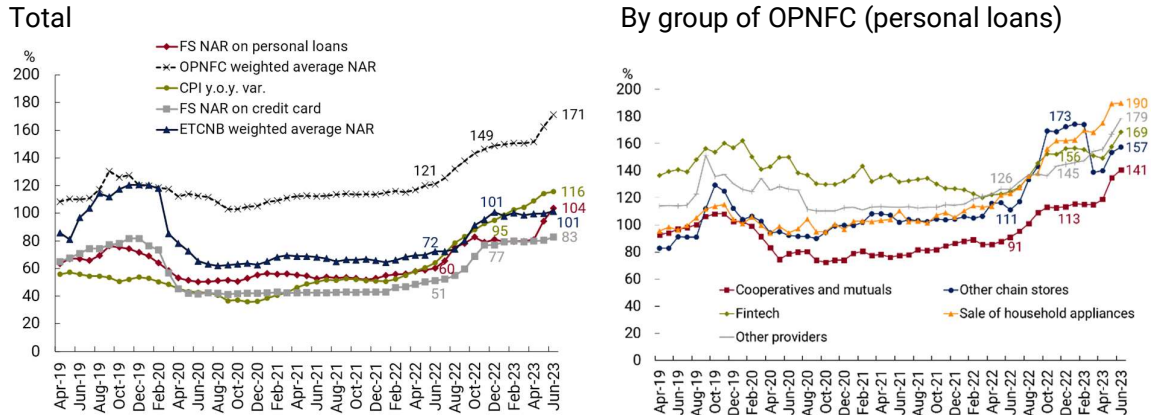 Total
By group of OPNFC (personal loans)
FS NAR on personal loans
OPNFC weighted average NAR
CPI y.o.y. var.
FS NAR on credit card
ETCNB weighted average NAR
%
200
180
160
140
120
100
80
60
40
20
0
171
149
121
116
104
101
101
95
83
77
72
60
51
Apr-19
Jun-19
Aug-19
Oct-19
Dec-19
Feb-20
Apr-20
Jun-20
Aug-20
Oct-20
Dec-20
Feb-21
Apr-21
Jun-21
Aug-21
Oct-21
Dec-21
Feb-22
Apr-22
Jun-22
Aug-22
Oct-22
Dec-22
Feb-23
Apr-23
Jun-23
%
200
180
160
140
120
100
80
60
40
20
0
190
179
169
157
141
173
156
145
126
111
113
91
Cooperatives and mutuals
Other chain stores
Fintech
Sale of household appliances
Other providers
Apr-19
Jun-19
Aug-19
Oct-19
Dec-19
Feb-20
Apr-20
Jun-20
Aug-20
Oct-20
Dec-20
Feb-21
Apr-21
Jun-21
Aug-21
Oct-21
Dec-21
Feb-22
Apr-22
Jun-22
Aug-22
Oct-22
Dec-22
Feb-23
Apr-23
Jun-23